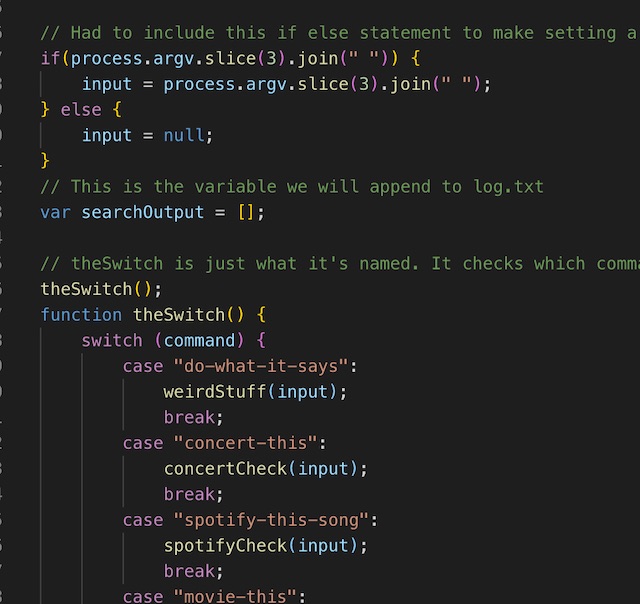 // Had to include this if else statement to make setting a
if(process.argv.slice(3).join(" ")) {
input = process.argv.slice(3).join(" ");
} else {
input = null;
}
// This is the variable we will append to log.txt
var searchOutput = [];
// theSwitch is just what it's named. It checks which comma
theSwitch();
function theSwitch() {
switch (command) {
case "do-what-it-says":
weirdStuff(input);
break;
case "concert-this":
concertCheck(input);
break;
case "spotify-this-song":
spotifyCheck(input);
break;
case "movie-this":